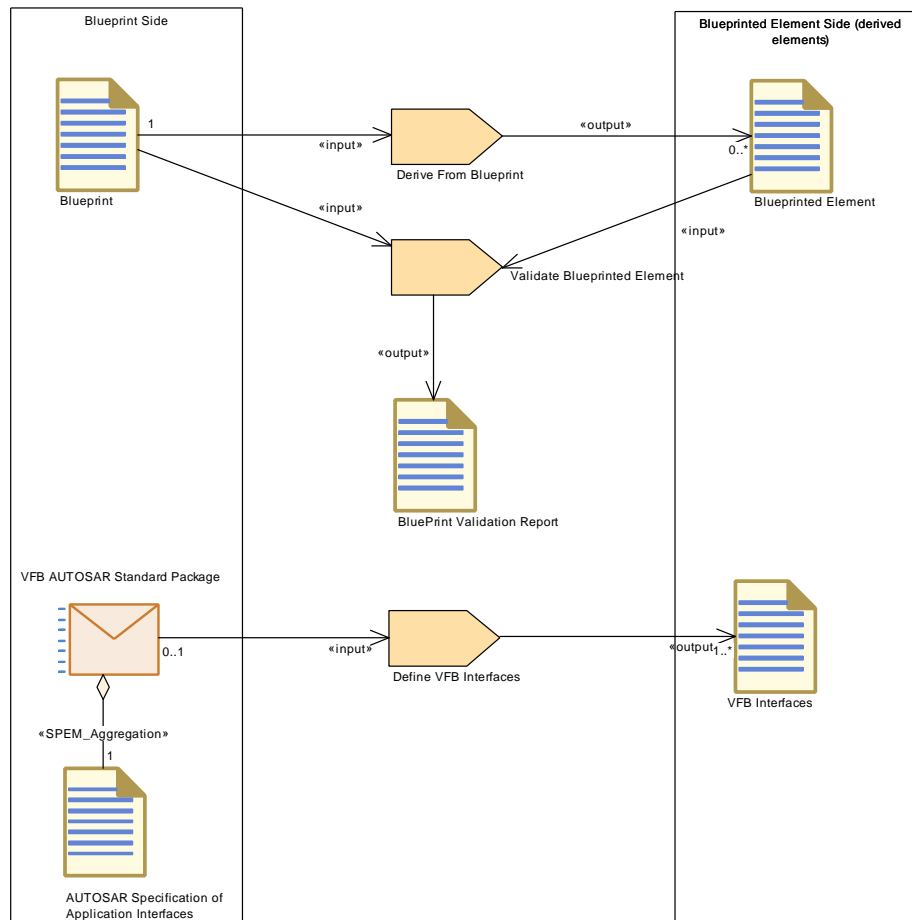 Blueprint Side
Blueprinted Element Side (derived
elements)
1
«input»
«output»
0..*
Derive From Blueprint
Blueprint
Blueprinted Element
«input»
«input»
Validate Blueprinted Element
«output»
BluePrint Validation Report
VFB AUTOSAR Standard Package
0..1
«input»
«output»
1..*
Define VFB Interfaces
VFB Interfaces
«SPEM_Aggregation»
1
AUTOSAR Specification of
Application Interfaces